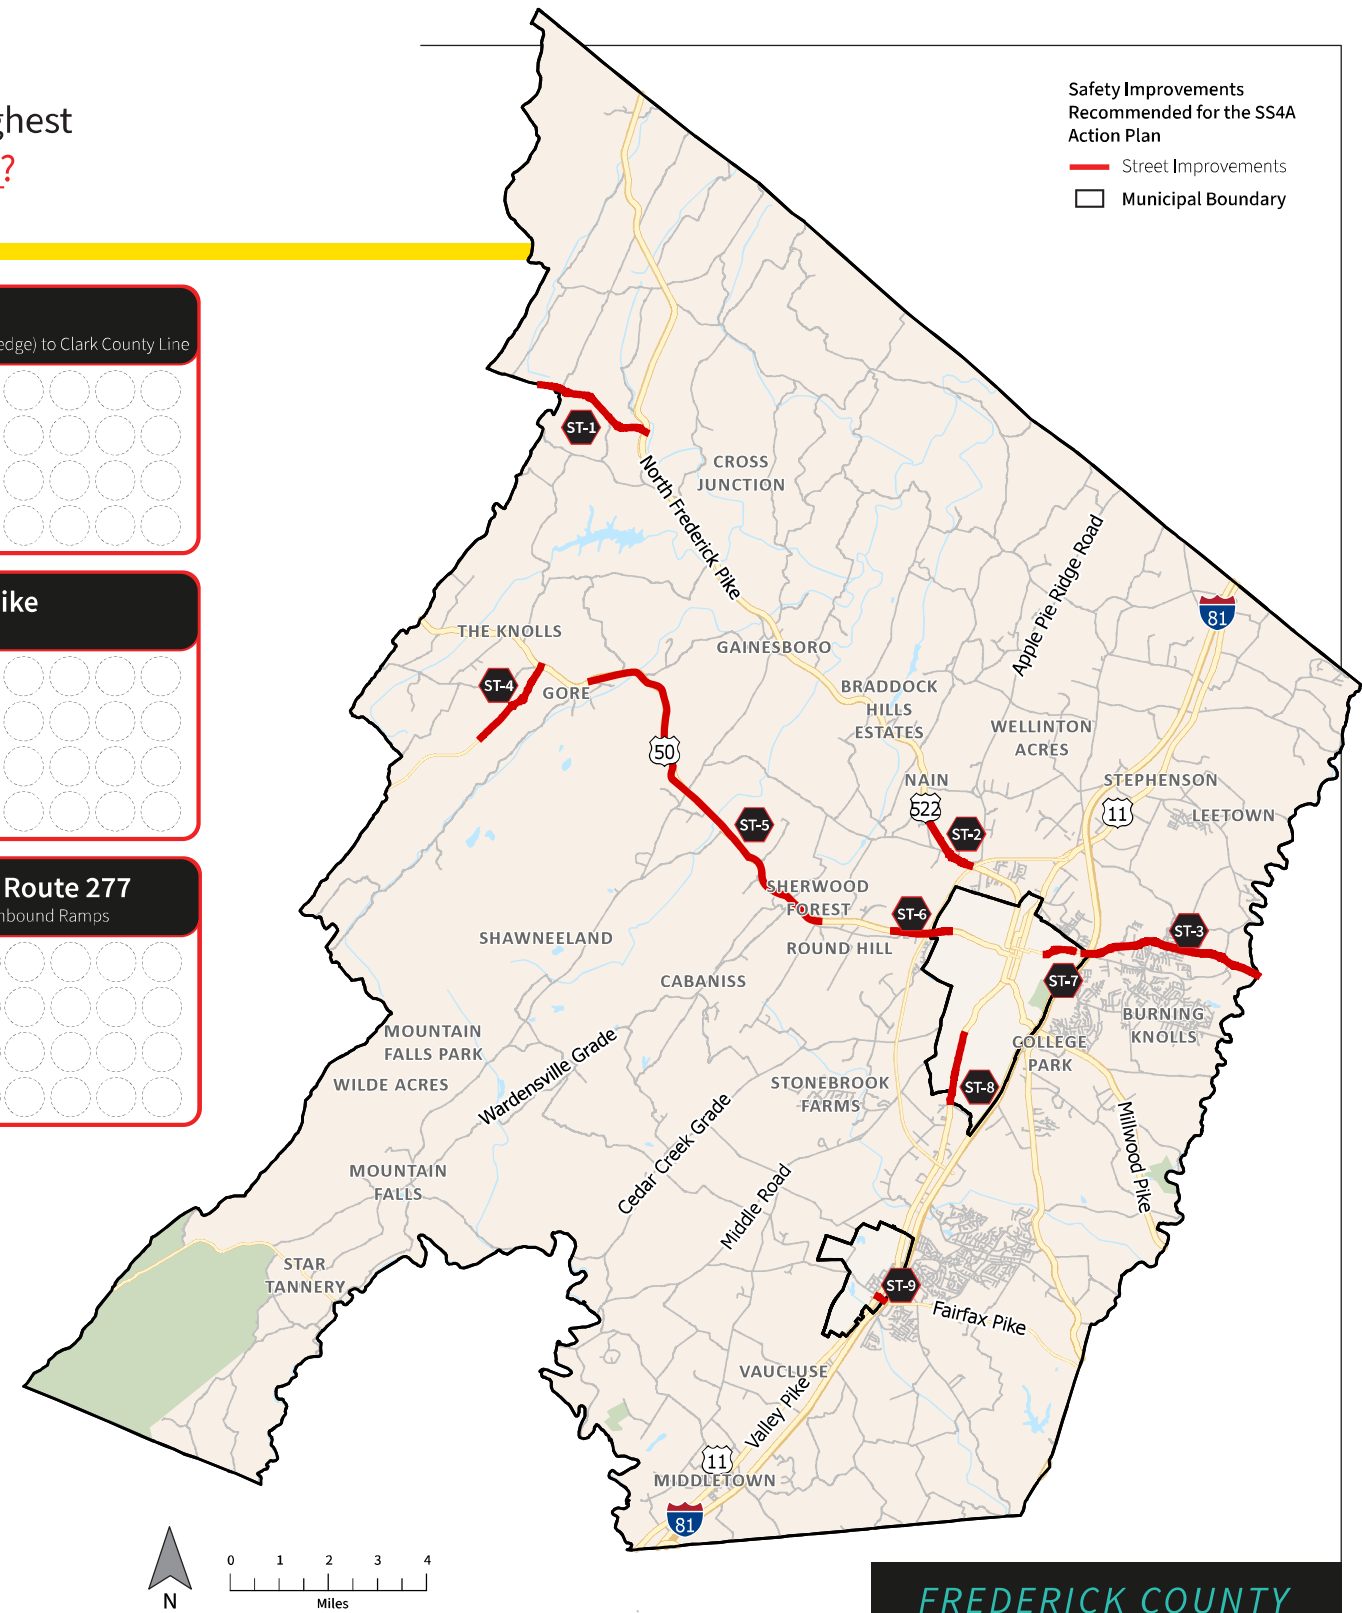 ghest
?
Safety Improvements
Recommended for the SS4A
Action Plan
Street Improvements
Municipal Boundary
edge) to Clark County Line
ike
Route 277
nbound Ramps
ST-1
CROSS
JUNCTION
North Frederick Pike
Apple Pie Ridge Road
81
THE KNOLLS
GAINESBORO
ST-4
GORE
BRADDOCK
HILLS
ESTATES
WELLINTON
ACRES
50
NAIN
STEPHENSON
522
11
LEETOWN
ST-5
ST-2
SHERWOOD
FOREST
ST-6
ST-3
SHAWNEELAND
ROUND HILL
CABANISS
ST-7
BURNING
KNOLLS
MOUNTAIN
FALLS PARK
COLLEGE
PARK
WILDE ACRES
Wardensville Grade
STONEBROOK
FARMS
ST-8
Cedar Creek Grade
Millwood Pike
MOUNTAIN
FALLS
Middle Road
STAR
TANNERY
ST-9
Fairfax Pike
VAUCLUSE
Valley Pike
11
MIDDLETOWN
81
N
0 1 2 3 4
Miles
FREDERICK COUNTY